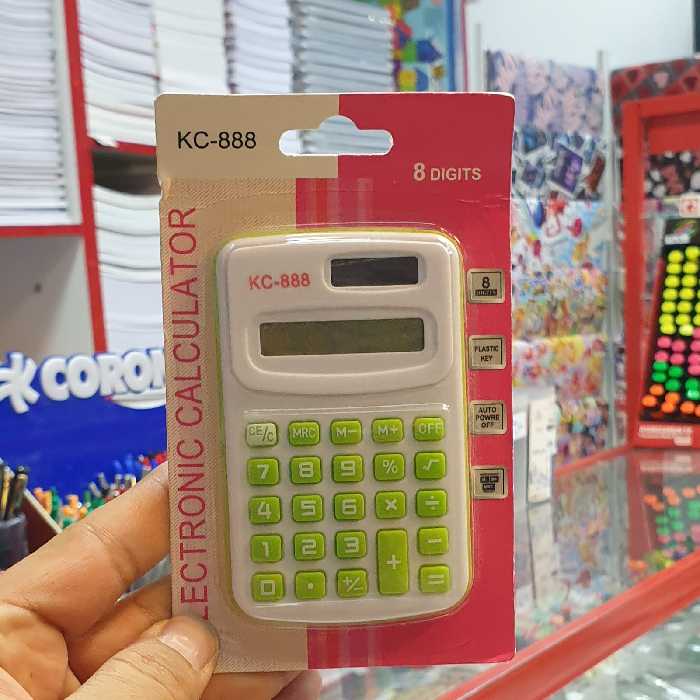 KC-888
8 DIGITS
ELECTRONIC CALCULATOR
KC-888
8
DIGITS
PLASTIC
KEY
AUTO
POWRE
OFF
CE/C MRC M− M+ OFF
7 8 9 % √
4 5 6 × ÷
1 2 3 + −
0 • +/− =
CORON